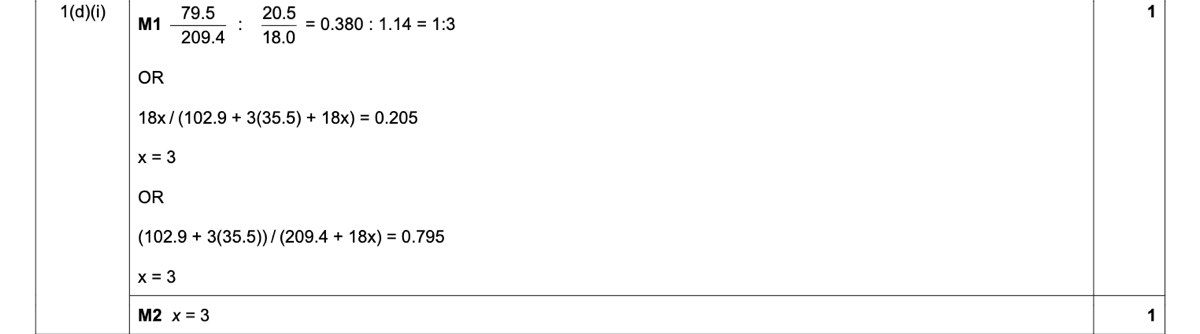 1(d)(i)
M1 79.5/209.4 : 20.5/18.0 = 0.380 : 1.14 = 1:3
1
OR
18x / (102.9 + 3(35.5) + 18x) = 0.205
x = 3
OR
(102.9 + 3(35.5)) / (209.4 + 18x) = 0.795
x = 3
M2 x = 3
1